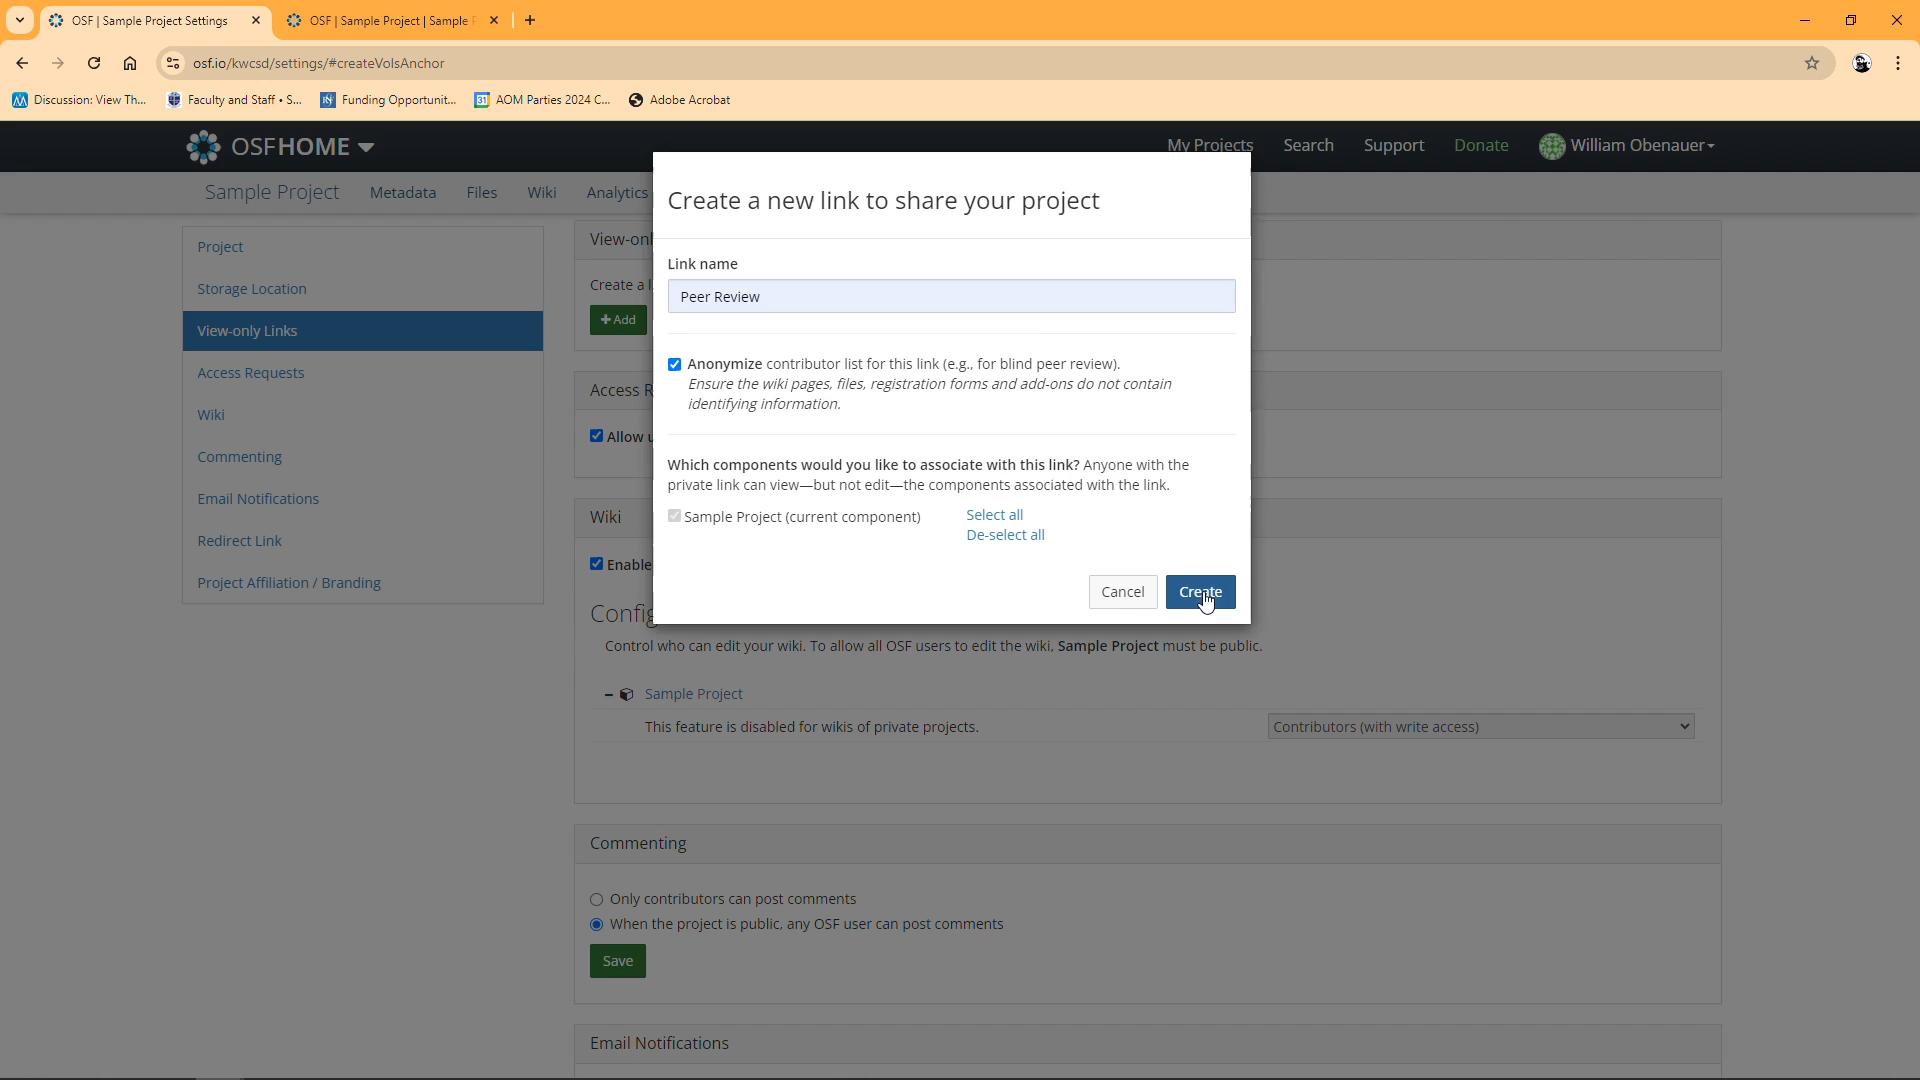 OSF | Sample Project Settings
OSF | Sample Project | Sample
osf.io/kwcsd/settings/#createVolsAnchor
Discussion: View Th...
Faculty and Staff • S...
Funding Opportunit...
31
AOM Parties 2024 C...
Adobe Acrobat
OSFHOME
My Projects
Search
Support
Donate
William Obenauer
Sample Project
Metadata
Files
Wiki
Analytics
Project
Storage Location
View-only Links
Access Requests
Wiki
Commenting
Email Notifications
Redirect Link
Project Affiliation / Branding
View-onl
Create a l
+ Add
Access R
Allow u
Wiki
Enable
Config
Create a new link to share your project
Link name
Peer Review
Anonymize contributor list for this link (e.g., for blind peer review).
Ensure the wiki pages, files, registration forms and add-ons do not contain
identifying information.
Which components would you like to associate with this link? Anyone with the
private link can view—but not edit—the components associated with the link.
Sample Project (current component)
Select all
De-select all
Cancel
Create
Control who can edit your wiki. To allow all OSF users to edit the wiki, Sample Project must be public.
Sample Project
This feature is disabled for wikis of private projects.
Contributors (with write access)
Commenting
Only contributors can post comments
When the project is public, any OSF user can post comments
Save
Email Notifications